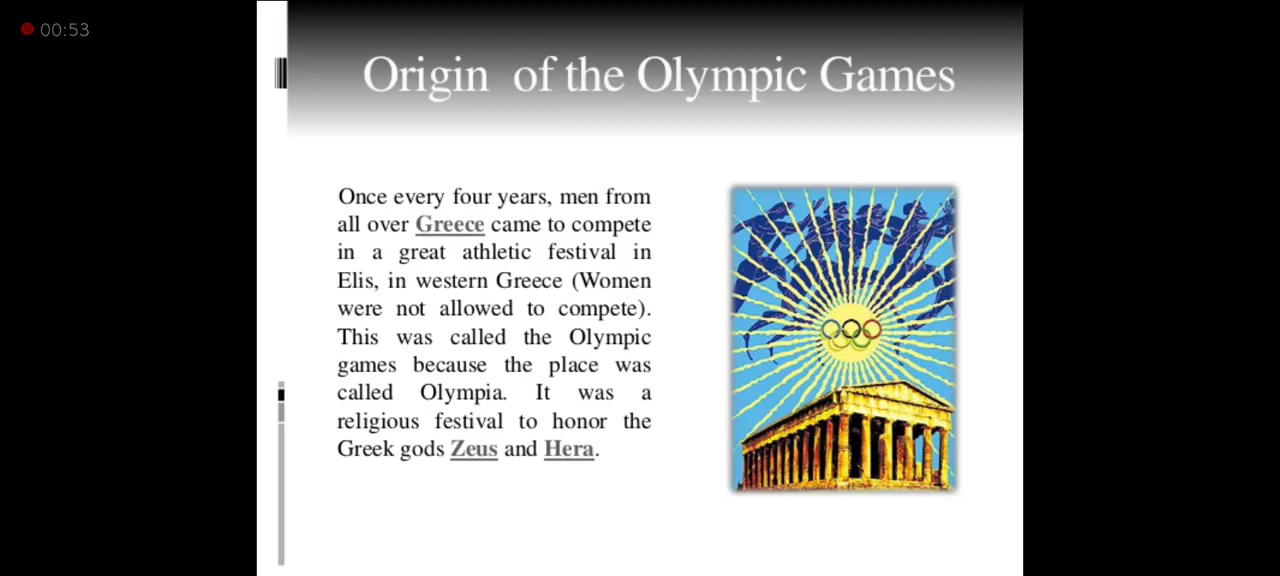 00:53
Origin of the Olympic Games
Once every four years, men from
all over Greece came to compete
in a great athletic festival in
Elis, in western Greece (Women
were not allowed to compete).
This was called the Olympic
games because the place was
called Olympia. It was a
religious festival to honor the
Greek gods Zeus and Hera.